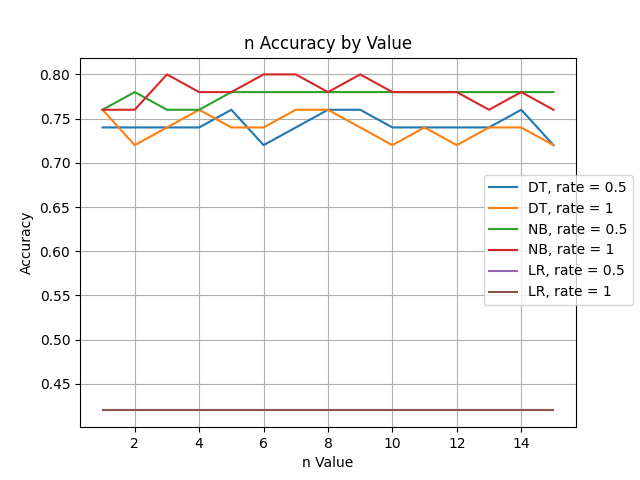 n Accuracy by Value
0.80
0.75
0.70
0.65
0.60
0.55
0.50
0.45
Accuracy
DT, rate = 0.5
DT, rate = 1
NB, rate = 0.5
NB, rate = 1
LR, rate = 0.5
LR, rate = 1
2 4 6 8 10 12 14
n Value